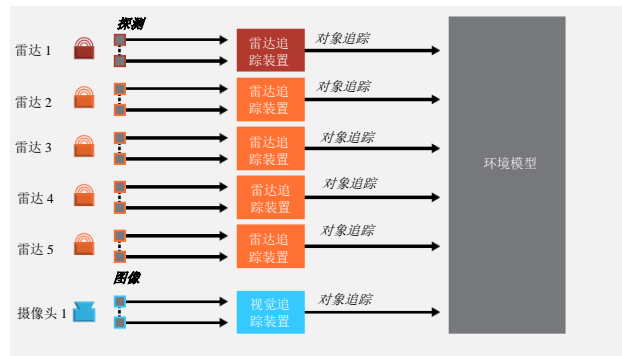 探测
雷达 1
雷达追
踪装置
对象追踪
雷达 2
雷达追
踪装置
对象追踪
雷达 3
雷达追
踪装置
对象追踪
环境模型
雷达 4
雷达追
踪装置
对象追踪
雷达 5
雷达追
踪装置
对象追踪
图像
摄像头 1
视觉追
踪装置
对象追踪